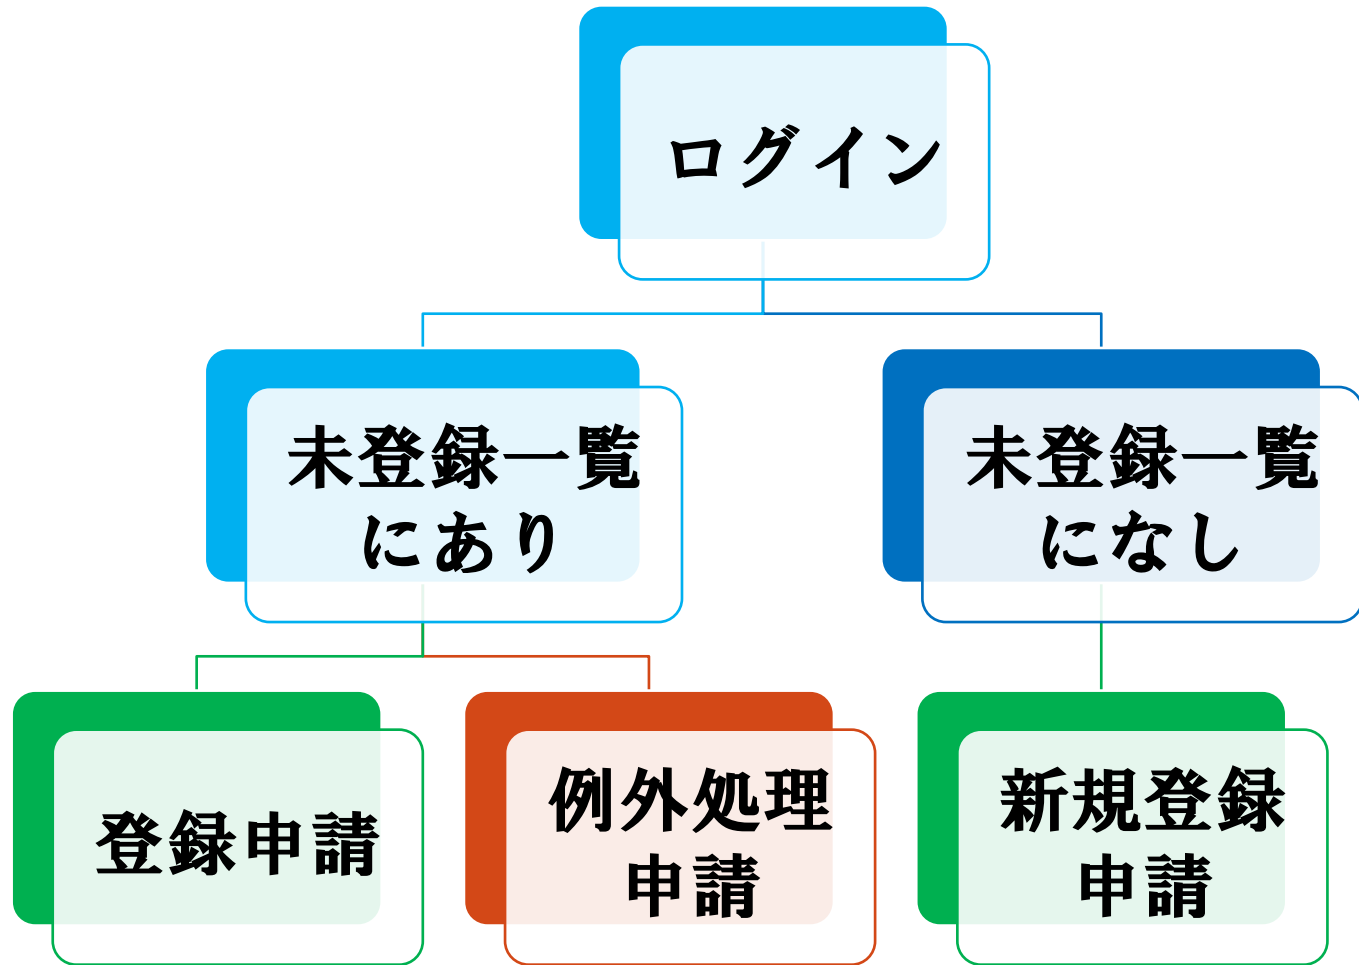 ログイン
未登録一覧
にあり
未登録一覧
になし
登録申請
例外処理
申請
新規登録
申請